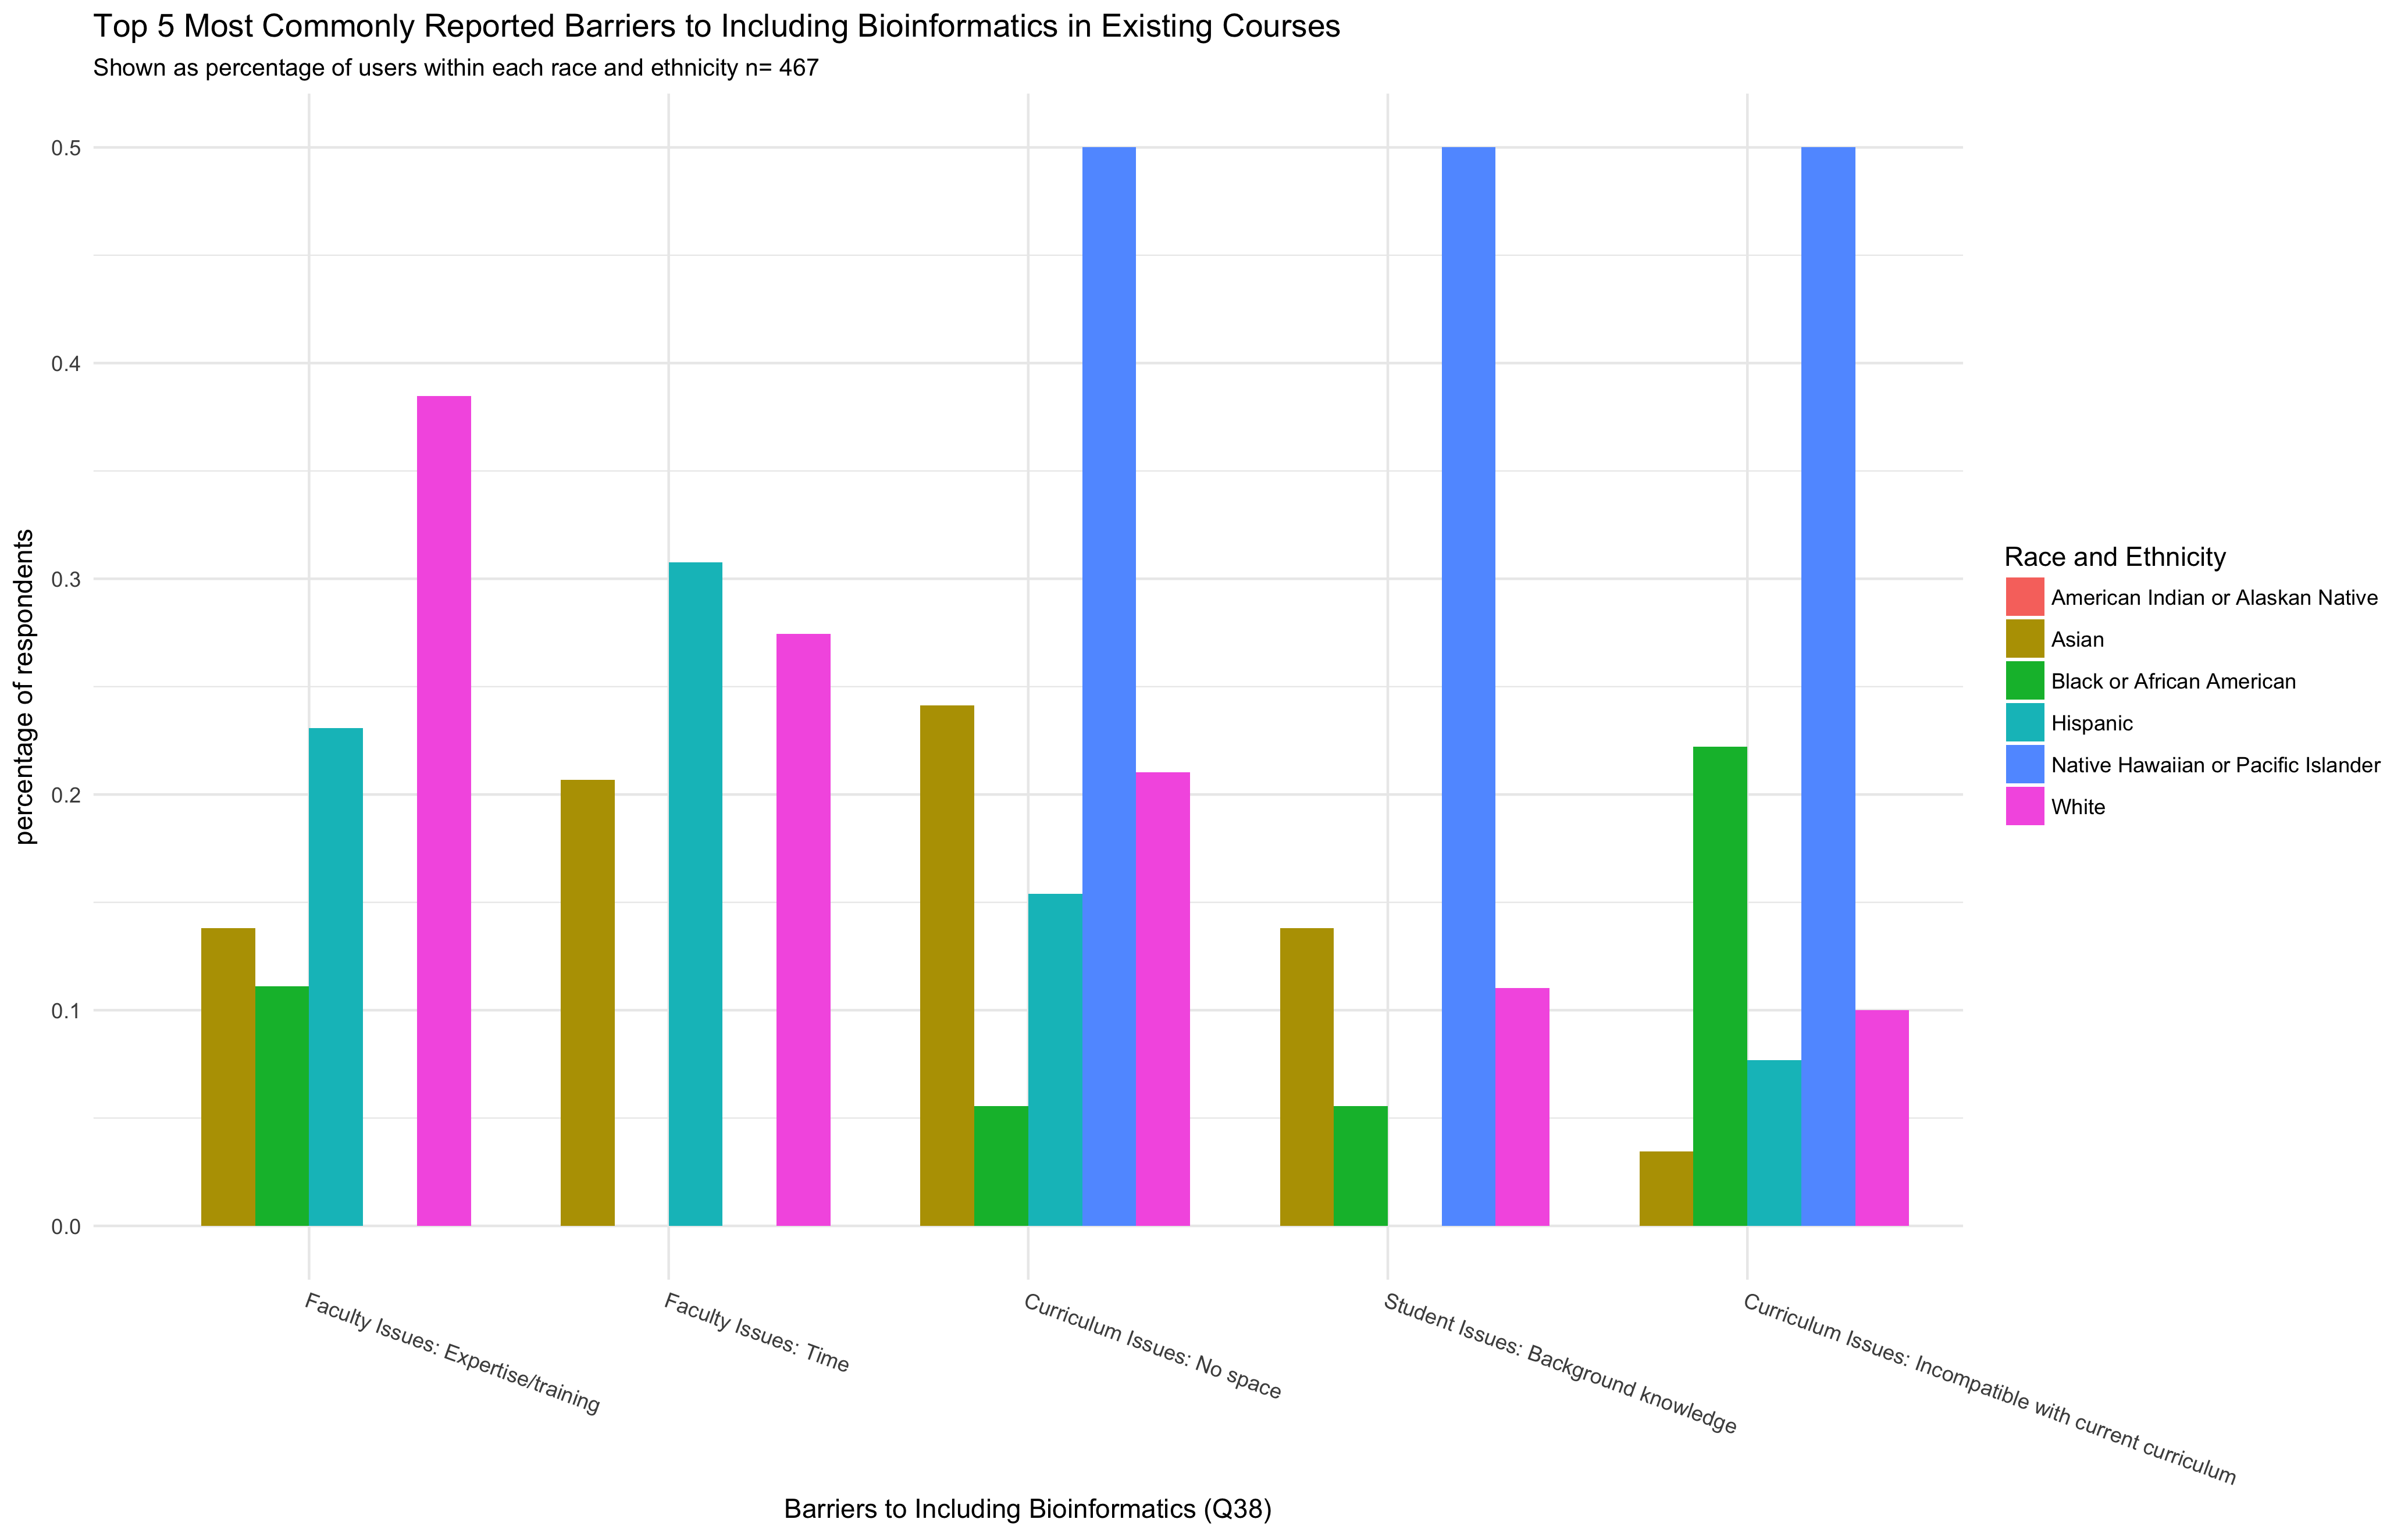 Top 5 Most Commonly Reported Barriers to Including Bioinformatics in Existing Courses
Shown as percentage of users within each race and ethnicity n= 467
percentage of respondents
0.5
0.4
0.3
0.2
0.1
0.0
Faculty Issues: Expertise/training
Faculty Issues: Time
Curriculum Issues: No space
Student Issues: Background knowledge
Curriculum Issues: Incompatible with current curriculum
Barriers to Including Bioinformatics (Q38)
Race and Ethnicity
American Indian or Alaskan Native
Asian
Black or African American
Hispanic
Native Hawaiian or Pacific Islander
White